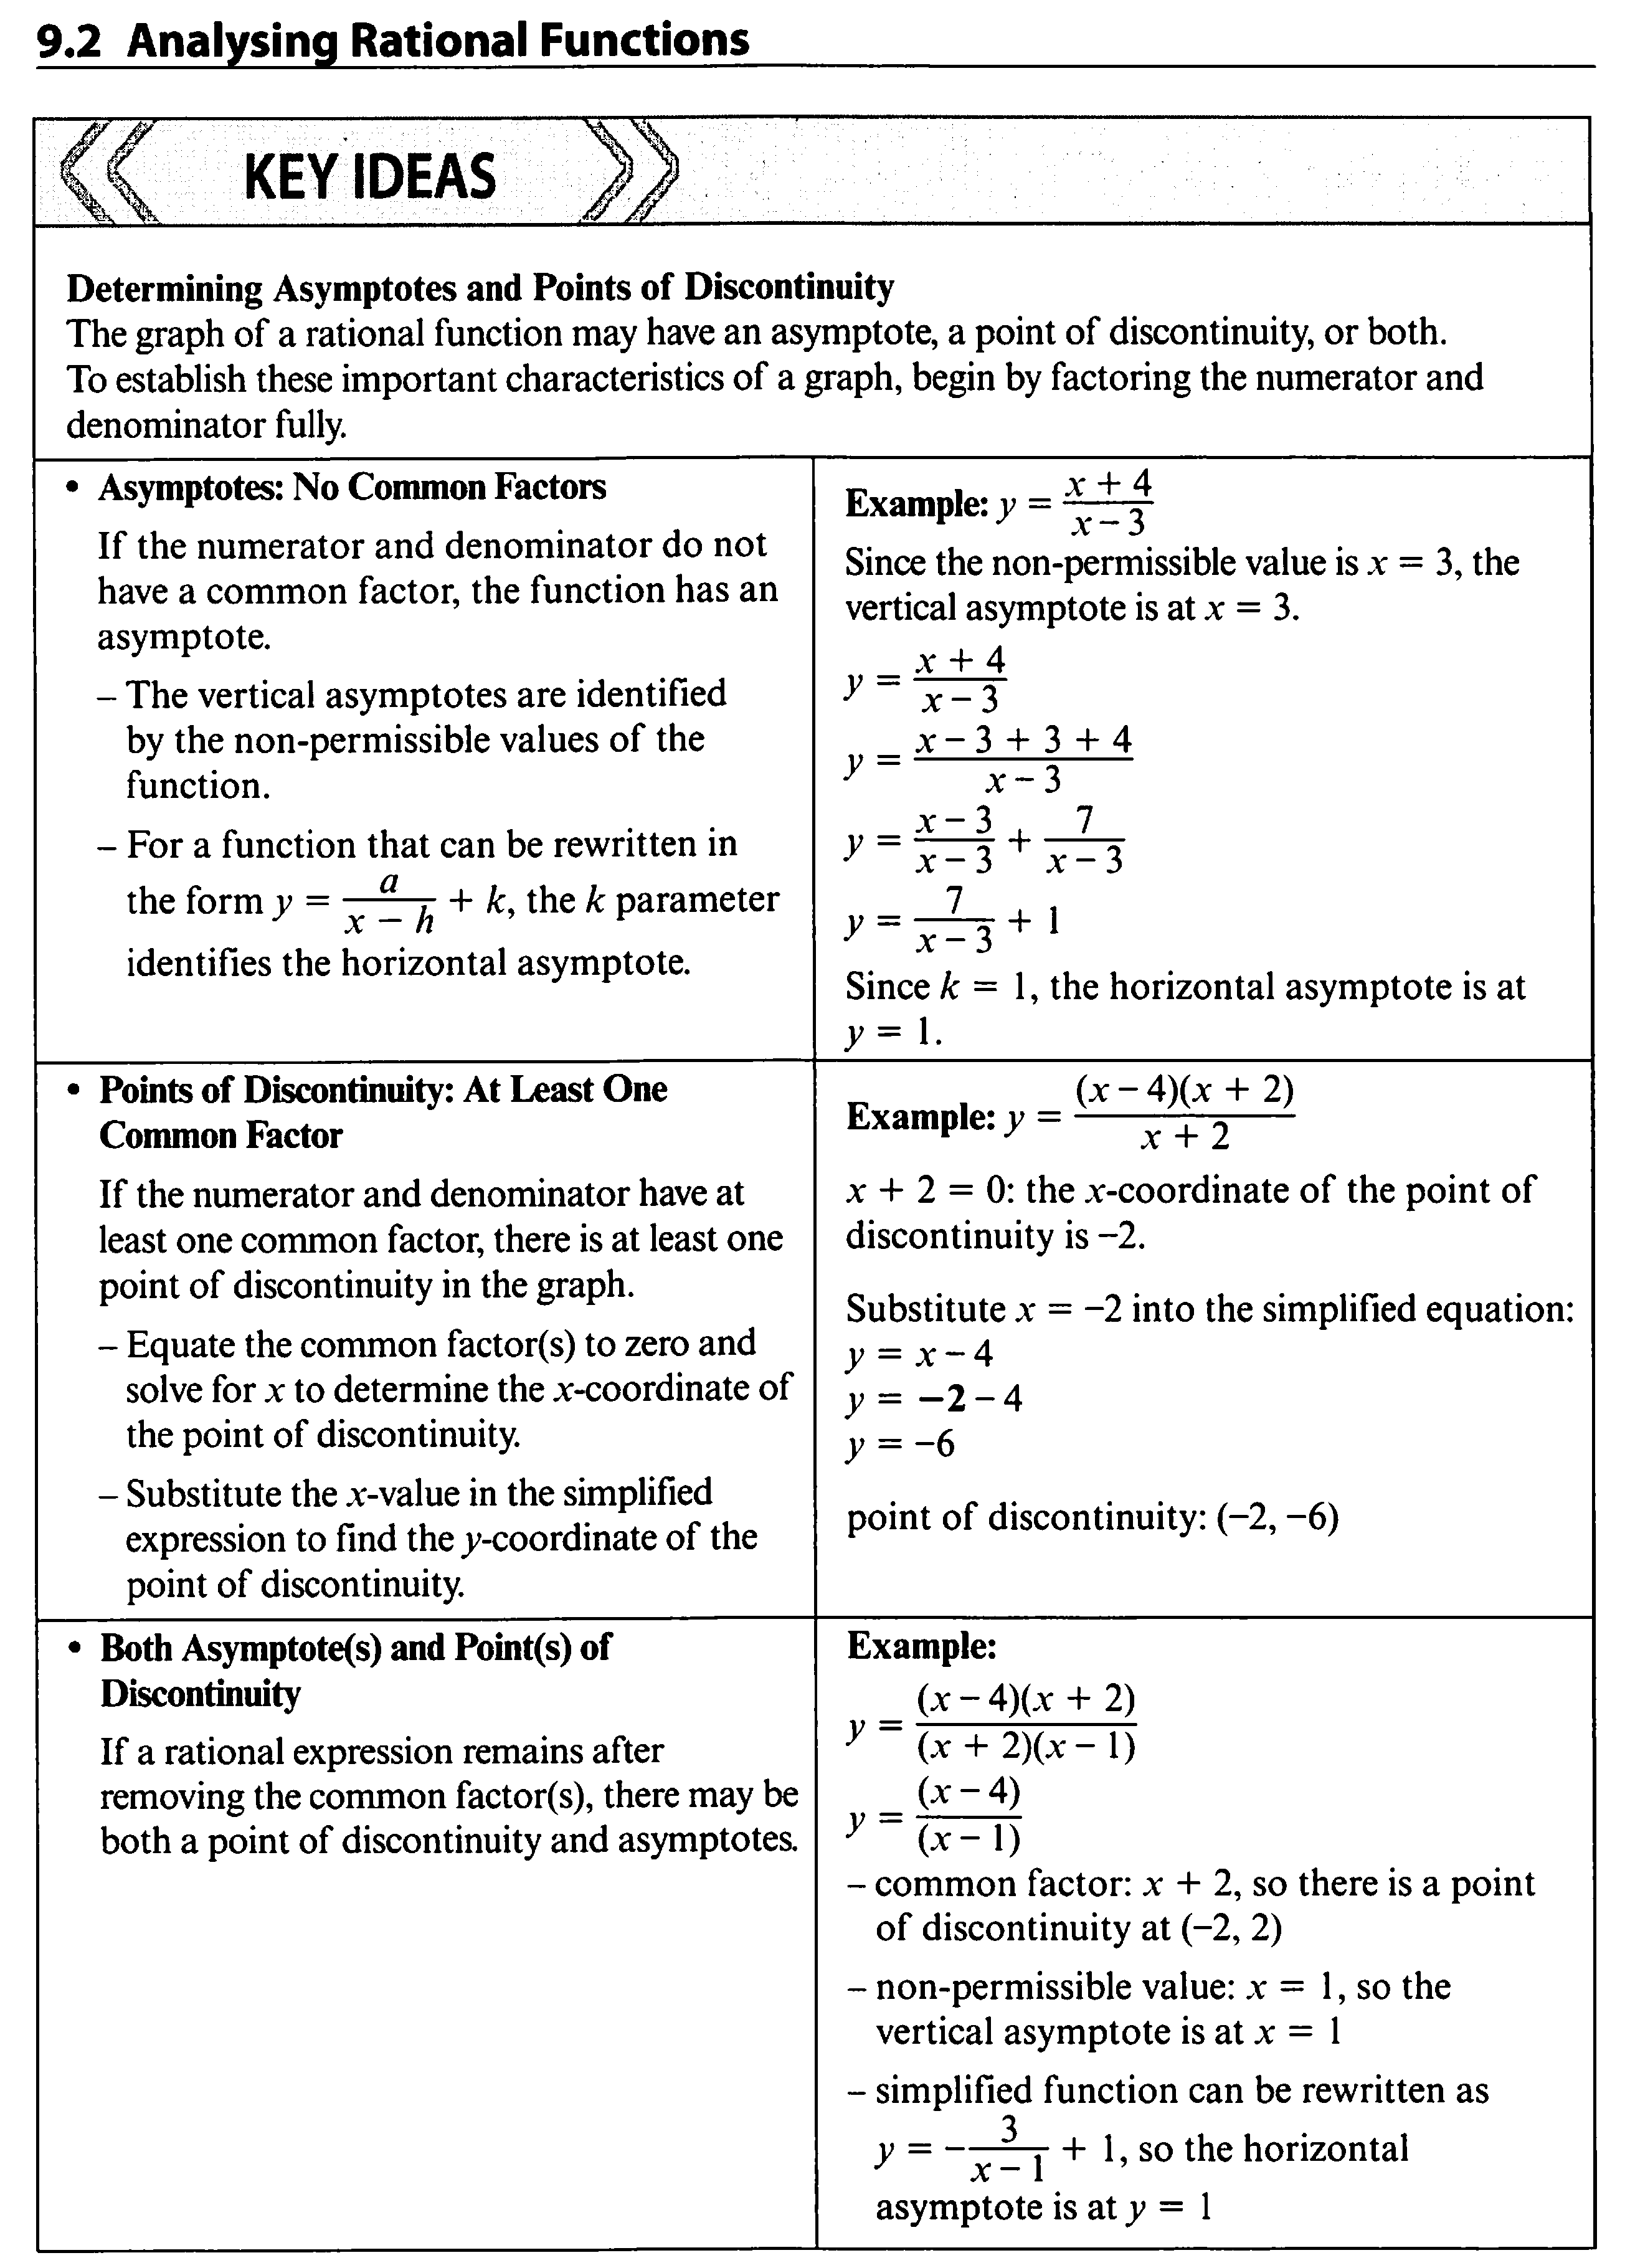 9.2 Analysing Rational Functions
KEY IDEAS
Determining Asymptotes and Points of Discontinuity
The graph of a rational function may have an asymptote, a point of discontinuity, or both.
To establish these important characteristics of a graph, begin by factoring the numerator and
denominator fully.
• Asymptotes: No Common Factors
If the numerator and denominator do not
have a common factor, the function has an
asymptote.
– The vertical asymptotes are identified
by the non-permissible values of the
function.
– For a function that can be rewritten in
the form y = a/(x – h) + k, the k parameter
identifies the horizontal asymptote.
Example: y = (x + 4)/(x – 3)
Since the non-permissible value is x = 3, the
vertical asymptote is at x = 3.
y = (x + 4)/(x – 3)
y = (x – 3 + 3 + 4)/(x – 3)
y = (x – 3)/(x – 3) + 7/(x – 3)
y = 7/(x – 3) + 1
Since k = 1, the horizontal asymptote is at
y = 1.
• Points of Discontinuity: At Least One
Common Factor
If the numerator and denominator have at
least one common factor, there is at least one
point of discontinuity in the graph.
– Equate the common factor(s) to zero and
solve for x to determine the x-coordinate of
the point of discontinuity.
– Substitute the x-value in the simplified
expression to find the y-coordinate of the
point of discontinuity.
Example: y = (x – 4)(x + 2)/(x + 2)
x + 2 = 0: the x-coordinate of the point of
discontinuity is –2.
Substitute x = –2 into the simplified equation:
y = x – 4
y = –2 – 4
y = –6
point of discontinuity: (–2, –6)
• Both Asymptote(s) and Point(s) of
Discontinuity
If a rational expression remains after
removing the common factor(s), there may be
both a point of discontinuity and asymptotes.
Example:
y = (x – 4)(x + 2)/(x + 2)(x – 1)
y = (x – 4)/(x – 1)
– common factor: x + 2, so there is a point
of discontinuity at (–2, 2)
– non-permissible value: x = 1, so the
vertical asymptote is at x = 1
– simplified function can be rewritten as
y = –3/(x – 1) + 1, so the horizontal
asymptote is at y = 1